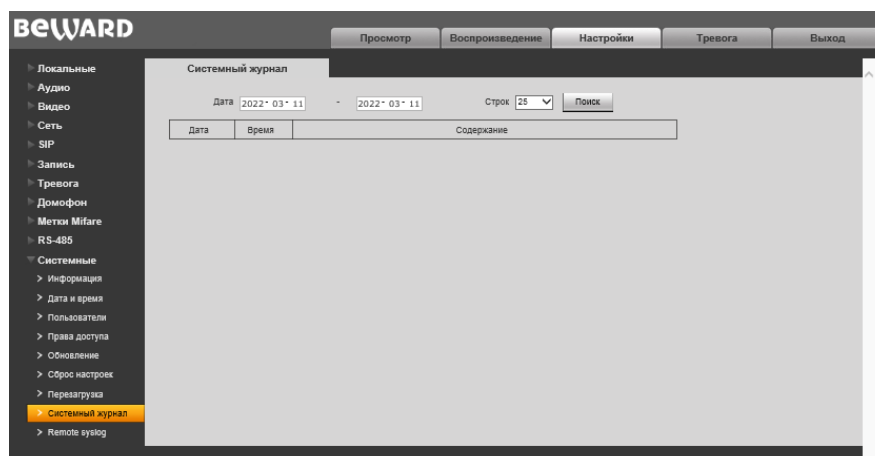 BEWARD
Просмотр Воспроизведение Настройки Тревога Выход
Локальные
Аудио
Видео
Сеть
SIP
Запись
Тревога
Домофон
Метки Mifare
RS-485
Системные
> Информация
> Дата и время
> Пользователи
> Права доступа
> Обновление
> Сброс настроек
> Перезагрузка
> Системный журнал
> Remote syslog
Системный журнал
Дата 2022-03-11 - 2022-03-11 Строк 25 Поиск
Дата Время Содержание